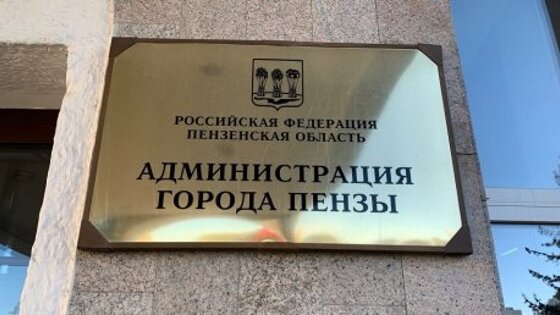 РОССИЙСКАЯ ФЕДЕРАЦИЯ
ПЕНЗЕНСКАЯ ОБЛАСТЬ
АДМИНИСТРАЦИЯ
ГОРОДА ПЕНЗЫ